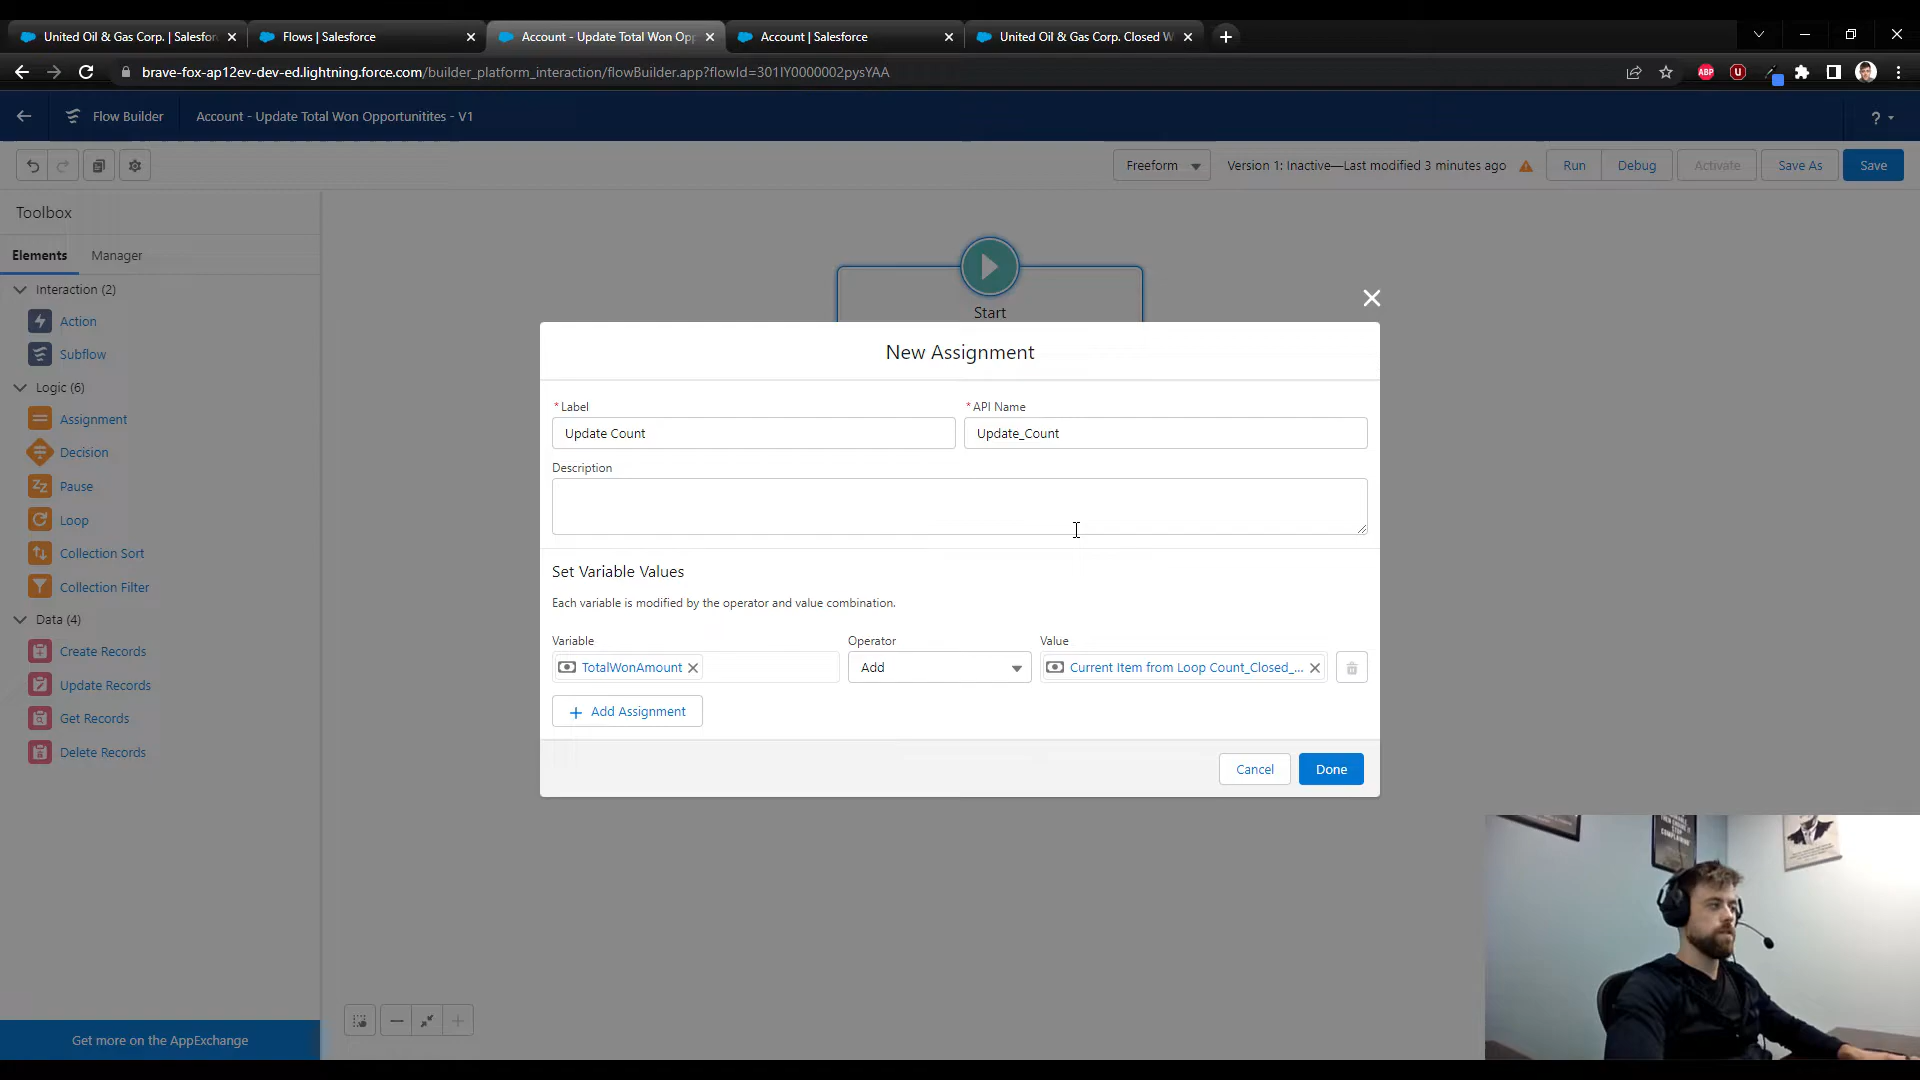 United Oil & Gas Corp. | Salesfor
Flows | Salesforce
Account - Update Total Won Opp
Account | Salesforce
United Oil & Gas Corp. Closed W
brave-fox-ap12ev-dev-ed.lightning.force.com/builder_platform_interaction/flowBuilder.app?flowId=301IY0000002pysYAA
ABP
Flow Builder
Account - Update Total Won Opportunitites - V1
?
Freeform
Version 1: Inactive—Last modified 3 minutes ago
Run
Debug
Activate
Save As
Save
Toolbox
Elements
Manager
Interaction (2)
Action
Subflow
Logic (6)
Assignment
Decision
Pause
Loop
Collection Sort
Collection Filter
Data (4)
Create Records
Update Records
Get Records
Delete Records
Get more on the AppExchange
Start
New Assignment
* Label
* API Name
Update Count
Update_Count
Description
Set Variable Values
Each variable is modified by the operator and value combination.
Variable
Operator
Value
TotalWonAmount
Add
Current Item from Loop Count_Closed_...
Add Assignment
Cancel
Done